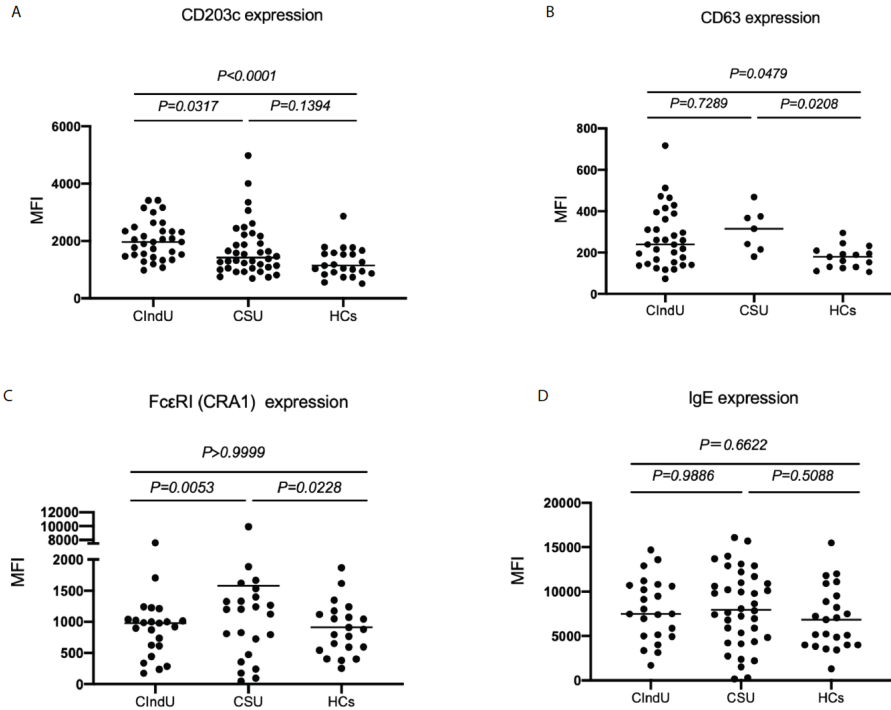 A
CD203c expression
P<0.0001
P=0.0317
P=0.1394
6000
4000
2000
0
MFI
CIndU
CSU
HCs
B
CD63 expression
P=0.0479
P=0.7289
P=0.0208
800
600
400
200
0
MFI
CIndU
CSU
HCs
C
FcεRI (CRA1) expression
P>0.9999
P=0.0053
P=0.0228
12000
10000
8000
2000
1500
1000
500
0
MFI
CIndU
CSU
HCs
D
IgE expression
P=0.6622
P=0.9886
P=0.5088
20000
15000
10000
5000
0
MFI
CIndU
CSU
HCs